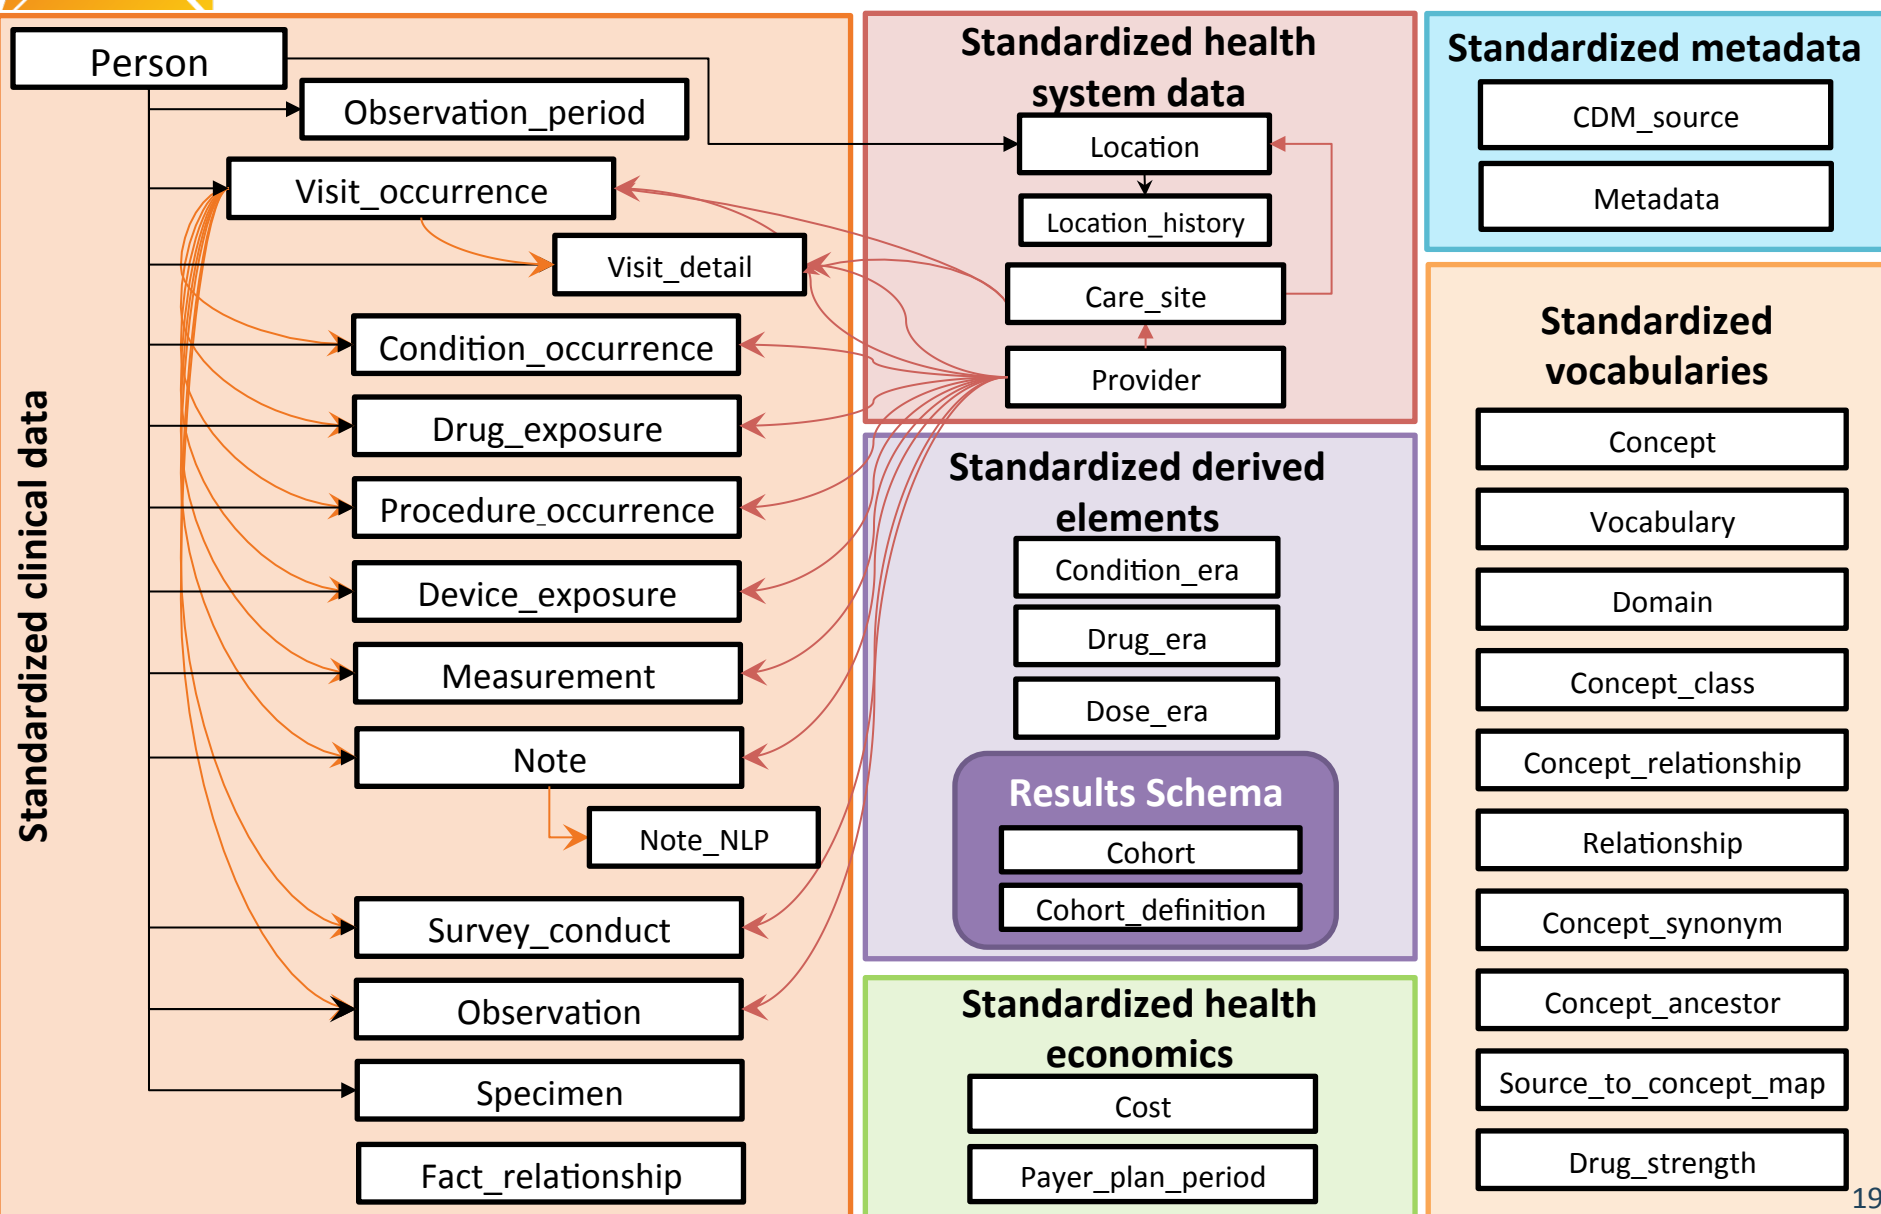 Person
Observation_period
Visit_occurrence
Visit_detail
Condition_occurrence
Drug_exposure
Procedure_occurrence
Device_exposure
Measurement
Note
Note_NLP
Survey_conduct
Observation
Specimen
Fact_relationship
Standardized clinical data
Standardized health
system data
Location
Location_history
Care_site
Provider
Standardized derived
elements
Condition_era
Drug_era
Dose_era
Results Schema
Cohort
Cohort_definition
Standardized health
economics
Cost
Payer_plan_period
Standardized metadata
CDM_source
Metadata
Standardized
vocabularies
Concept
Vocabulary
Domain
Concept_class
Concept_relationship
Relationship
Concept_synonym
Concept_ancestor
Source_to_concept_map
Drug_strength
19